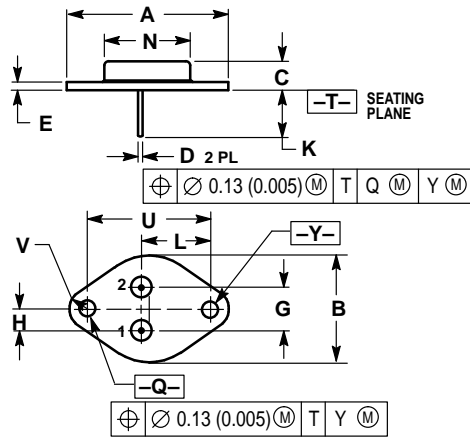 A
N
C
E
–T– SEATING PLANE
K
D 2 PL
⌖ ∅ 0.13 (0.005) Ⓜ T Q Ⓜ Y Ⓜ
U
V
L
–Y–
2
H
G
B
1
–Q–
⌖ ∅ 0.13 (0.005) Ⓜ T Y Ⓜ